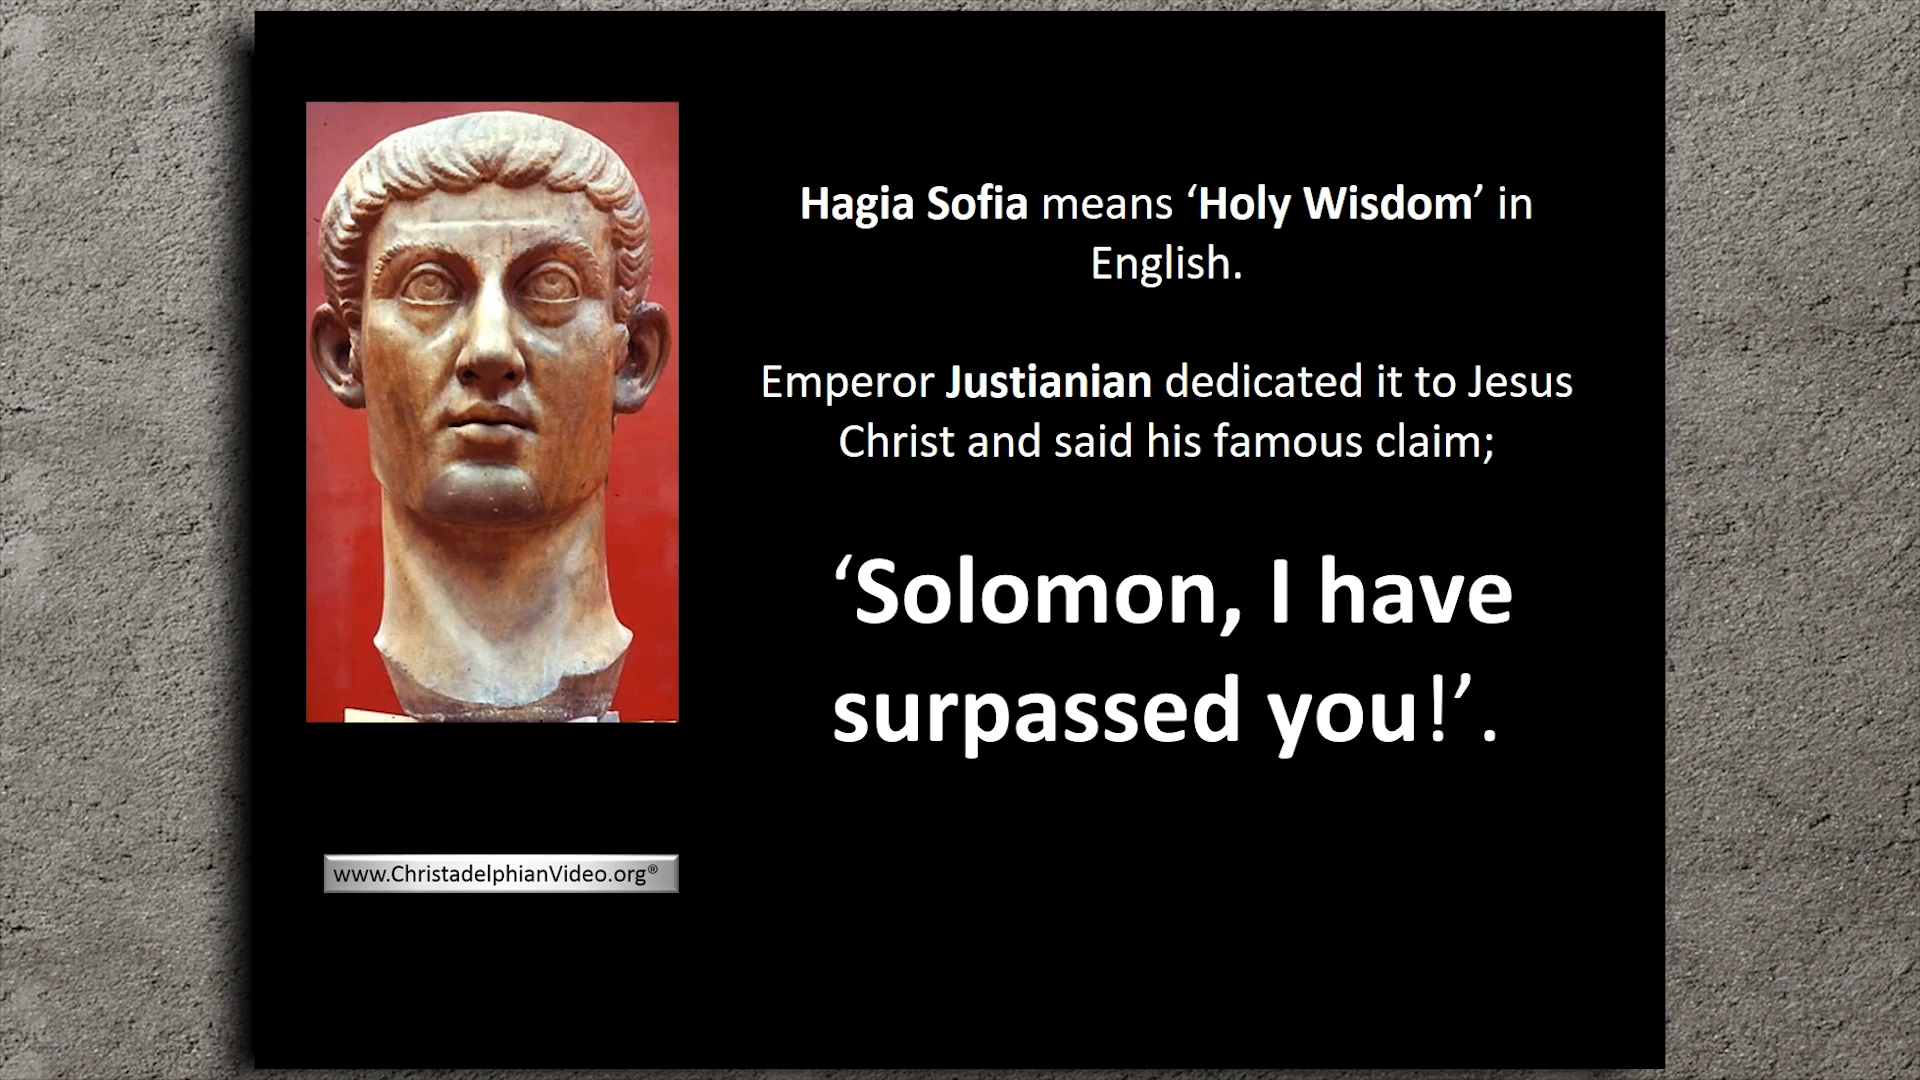 Hagia Sofia means ‘Holy Wisdom’ in
English.
Emperor Justianian dedicated it to Jesus
Christ and said his famous claim;
‘Solomon, I have
surpassed you!’.
www.ChristadelphianVideo.org®